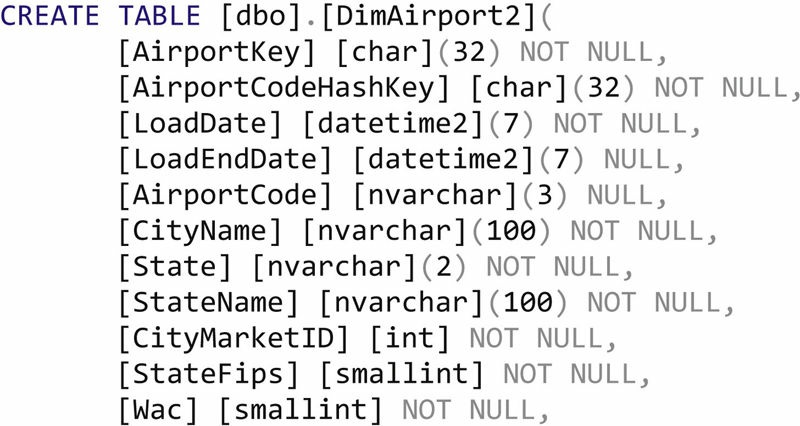 CREATE TABLE [dbo].[DimAirport2](
[AirportKey] [char](32) NOT NULL,
[AirportCodeHashKey] [char](32) NOT NULL,
[LoadDate] [datetime2](7) NOT NULL,
[LoadEndDate] [datetime2](7) NULL,
[AirportCode] [nvarchar](3) NULL,
[CityName] [nvarchar](100) NOT NULL,
[State] [nvarchar](2) NOT NULL,
[StateName] [nvarchar](100) NOT NULL,
[CityMarketID] [int] NOT NULL,
[StateFips] [smallint] NOT NULL,
[Wac] [smallint] NOT NULL,